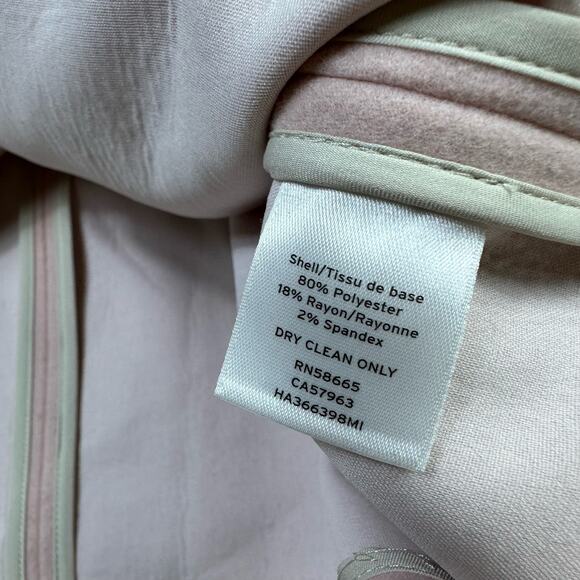 Shell/Tissu de base
80% Polyester
18% Rayon/Rayonne
2% Spandex
DRY CLEAN ONLY
RN58665
CA57963
HA366398MI